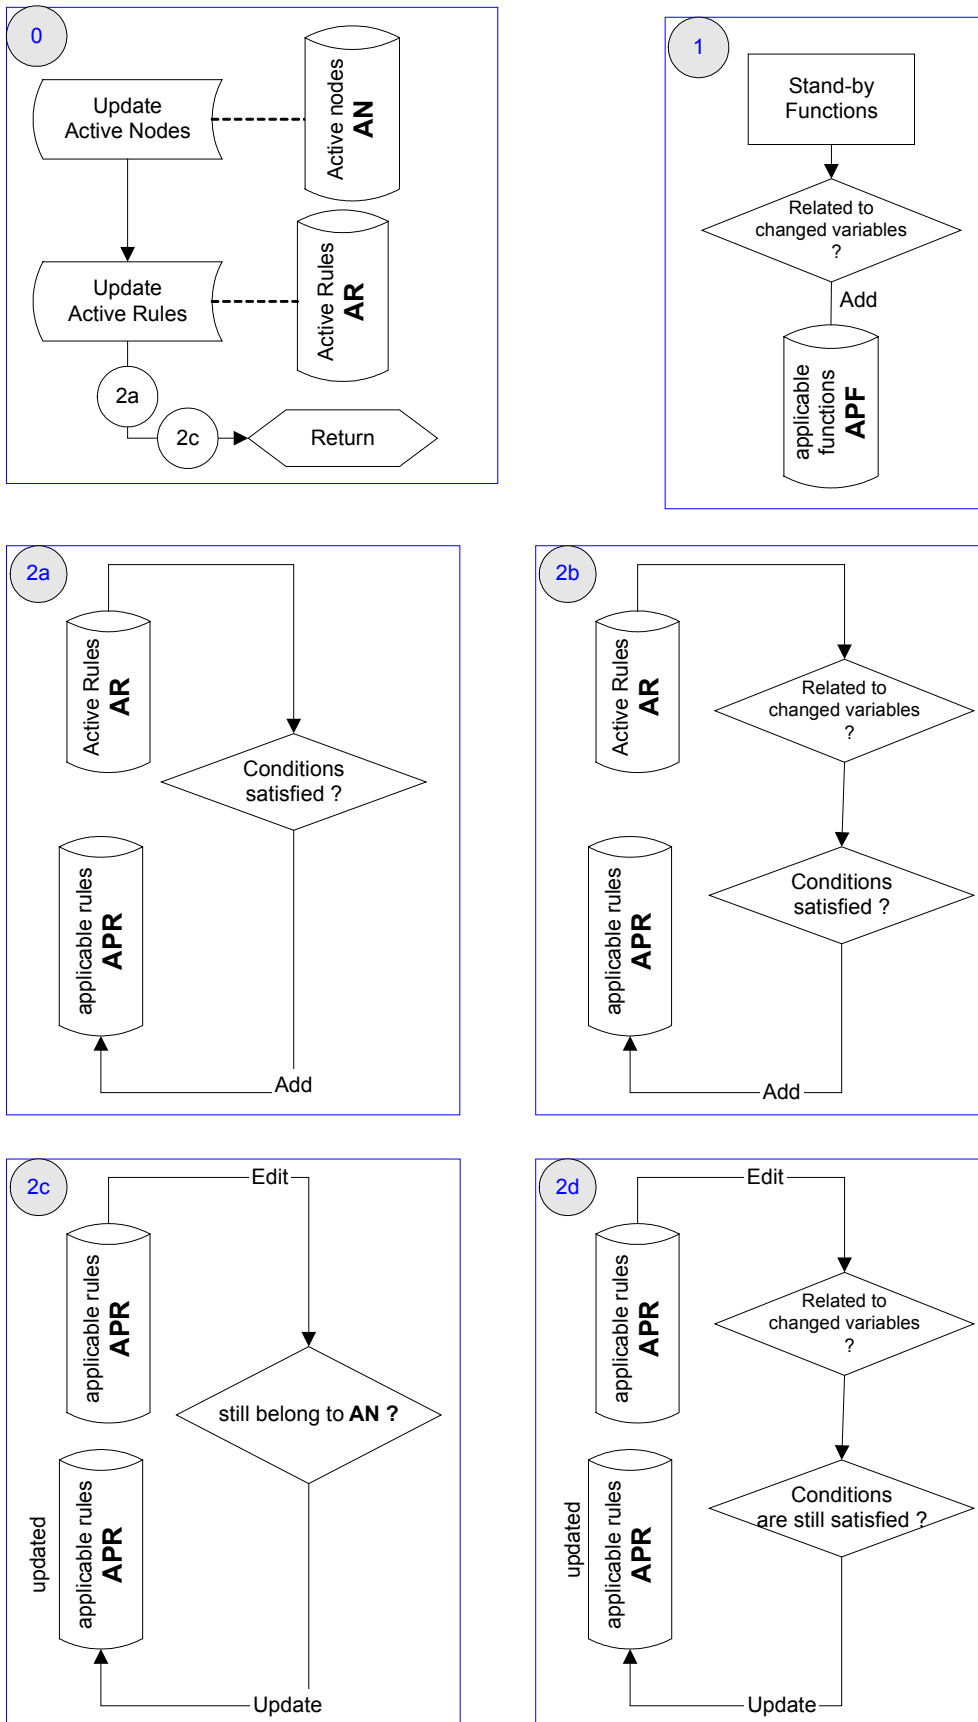 0
Update
Active Nodes
Active nodes
AN
Update
Active Rules
Active Rules
AR
2a
2c
Return
1
Stand-by
Functions
Related to
changed variables
?
Add
applicable
functions
APF
2a
Active Rules
AR
Conditions
satisfied ?
applicable rules
APR
Add
2b
Active Rules
AR
Related to
changed variables
?
Conditions
satisfied ?
applicable rules
APR
Add
2c
Edit
applicable rules
APR
still belong to AN ?
updated
applicable rules
APR
Update
2d
Edit
applicable rules
APR
Related to
changed variables
?
Conditions
are still satisfied ?
updated
applicable rules
APR
Update